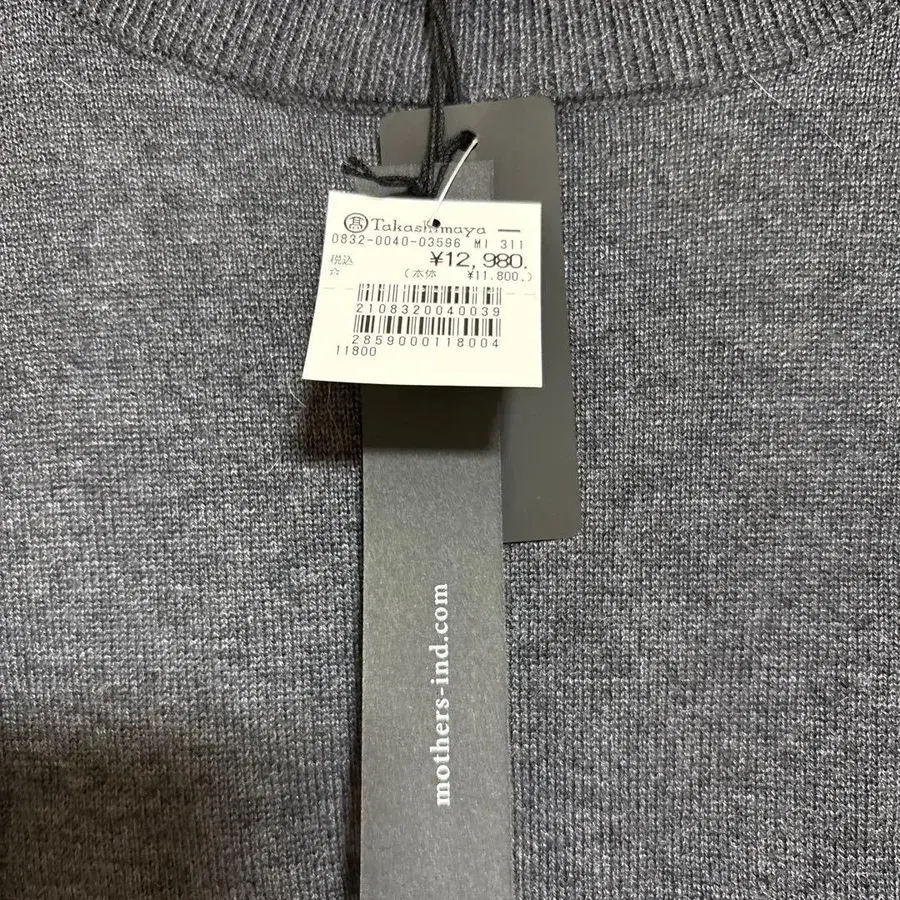 髙 Takashimaya
0832-0040-03596 MI 311
税込 ¥12,980.
☆ (本体 ¥11.800.)
2108320040039
2859000118004
11800
mothers-ind.com